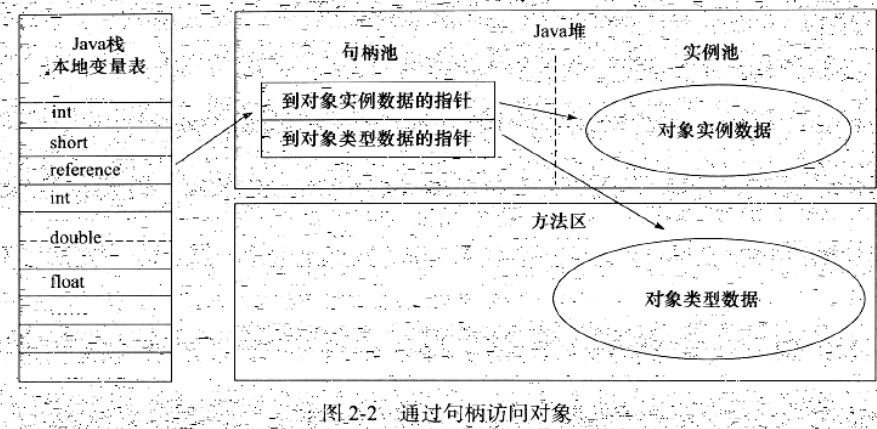 Java栈
本地变量表
int
short
reference
int
double
float
......
Java堆
句柄池
实例池
到对象实例数据的指针
到对象类型数据的指针
对象实例数据
方法区
对象类型数据
图 2-2 通过句柄访问对象